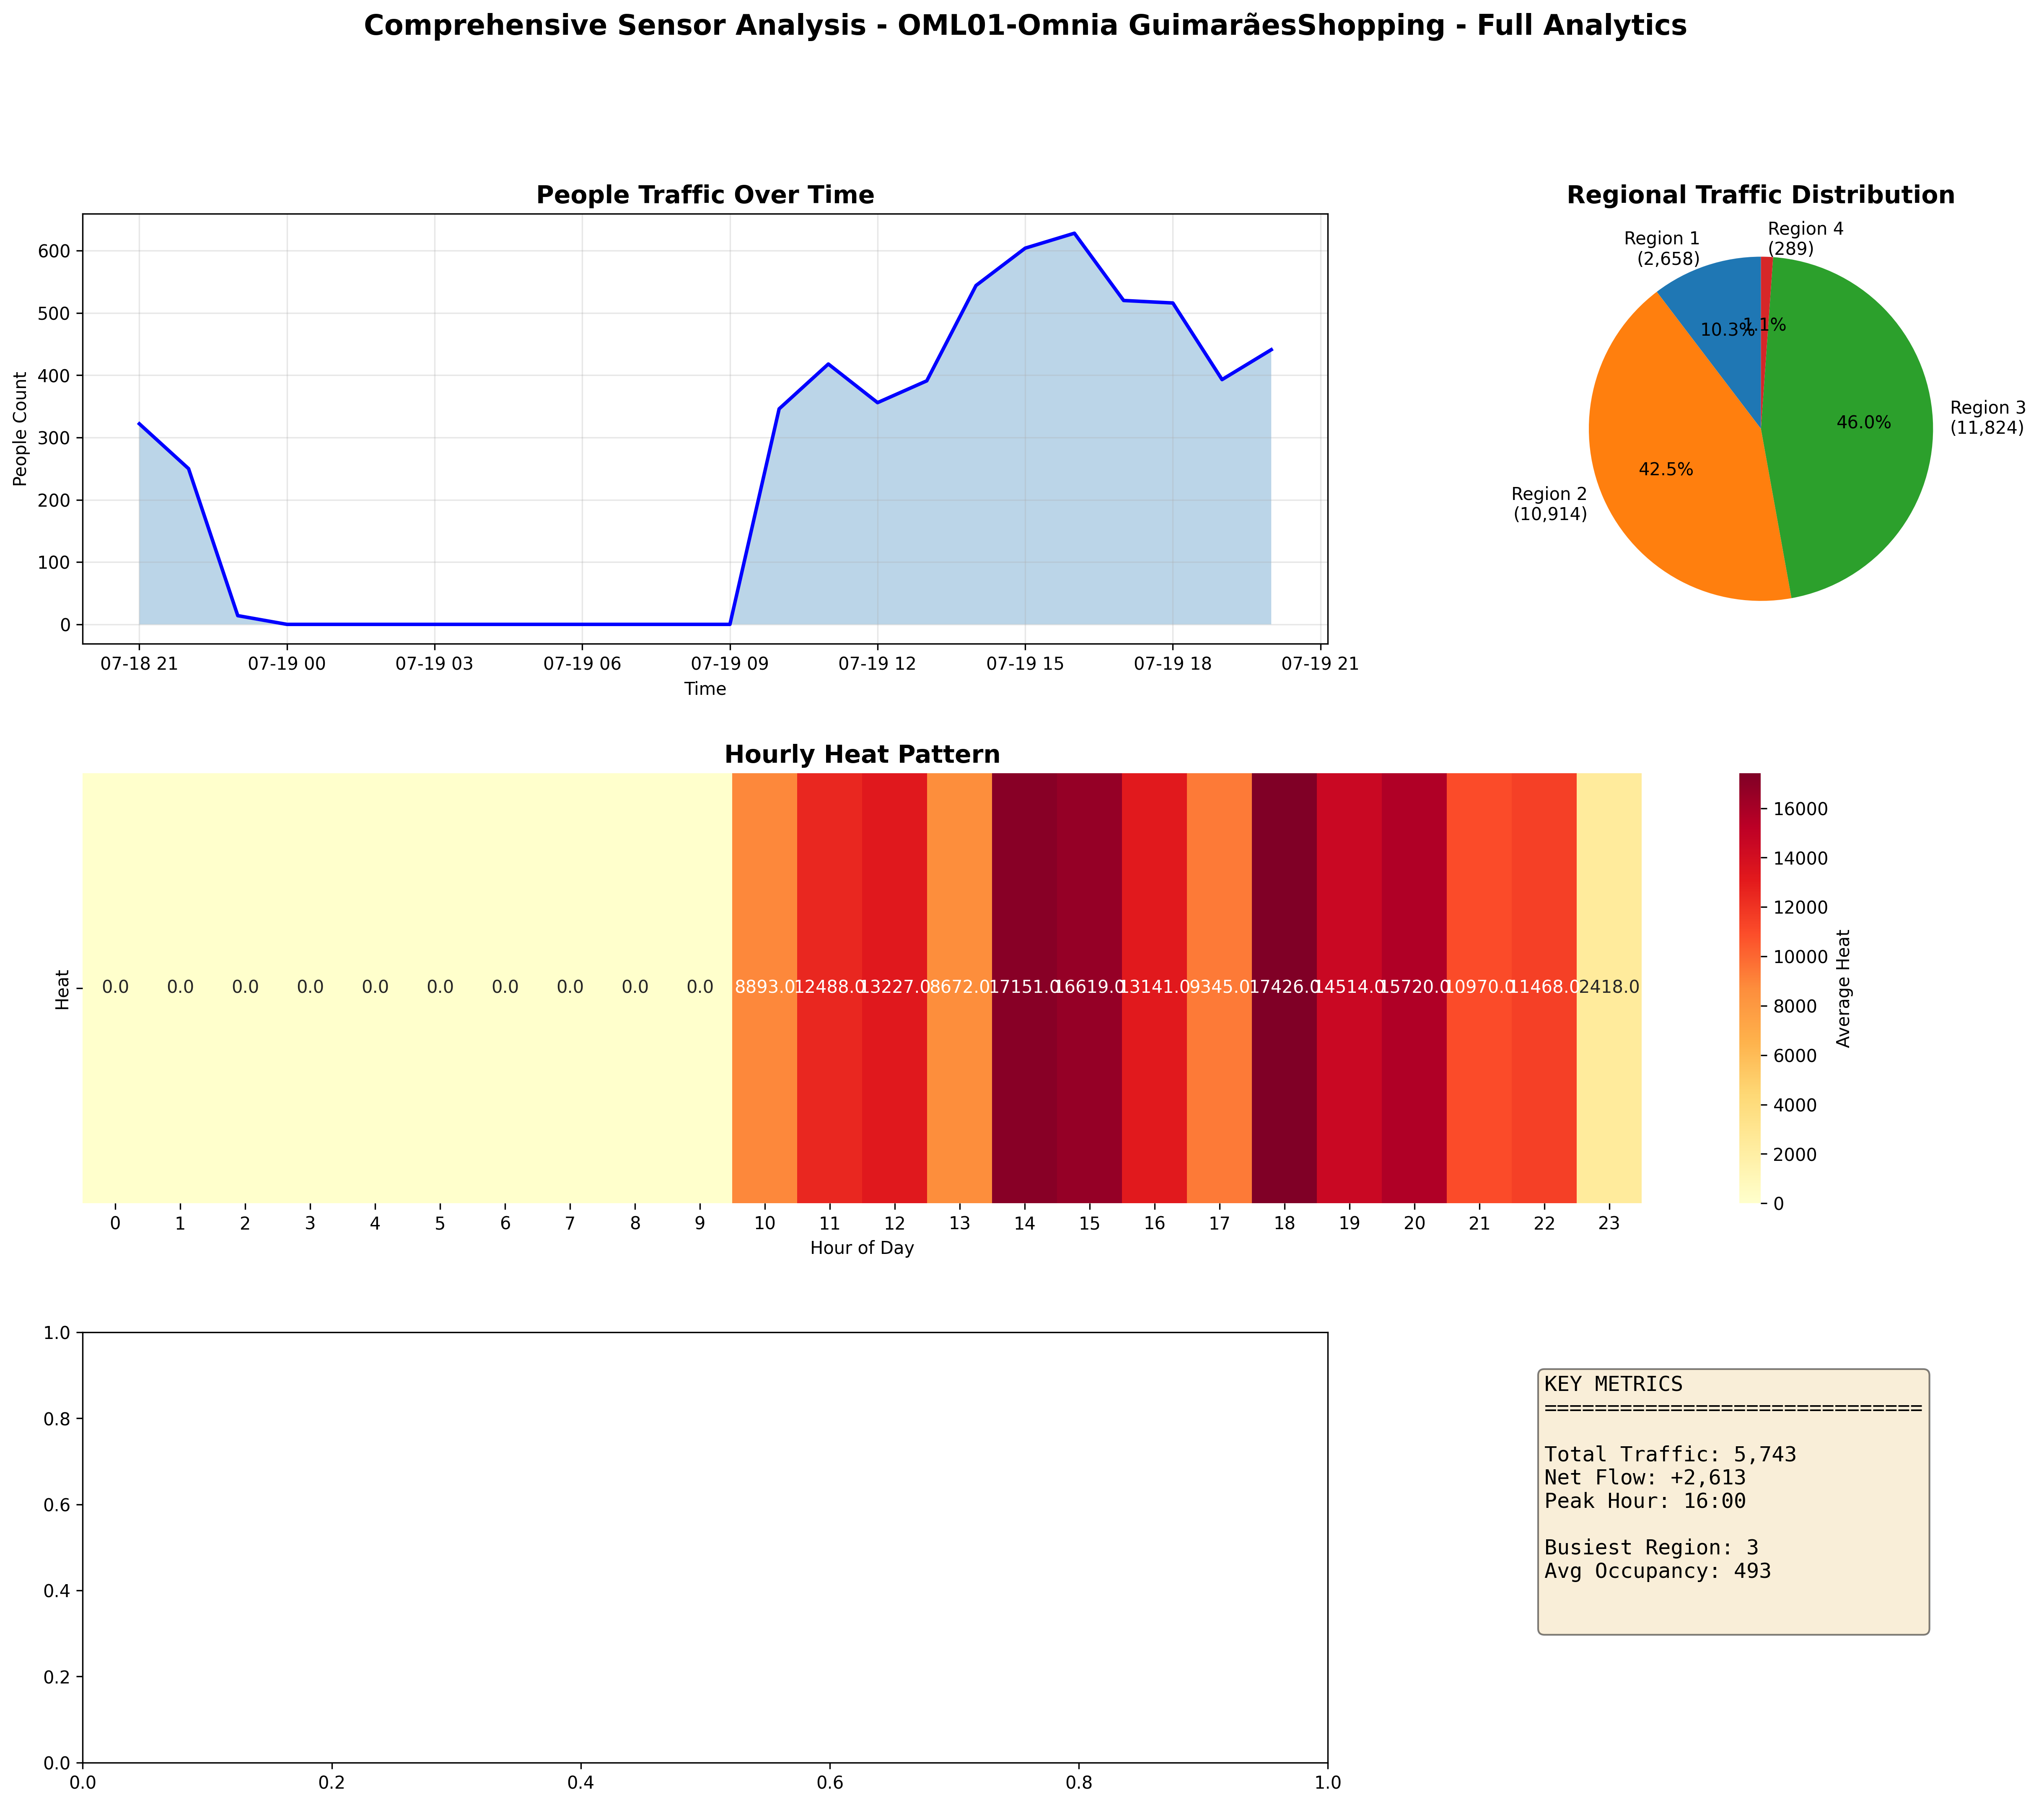 Comprehensive Sensor Analysis - OML01-Omnia GuimarãesShopping - Full Analytics
People Traffic Over Time
People Count
600
500
400
300
200
100
0
07-18 21
07-19 00
07-19 03
07-19 06
07-19 09
07-19 12
07-19 15
07-19 18
07-19 21
Time
Regional Traffic Distribution
Region 1
(2,658)
Region 4
(289)
10.3%
1.1%
Region 3
(11,824)
46.0%
42.5%
Region 2
(10,914)
Hourly Heat Pattern
Heat
0.0 0.0 0.0 0.0 0.0 0.0 0.0 0.0 0.0 0.0 8893.0 12488.0 13227.0 8672.0 17151.0 16619.0 13141.0 9345.0 17426.0 14514.0 15720.0 10970.0 11468.0 2418.0
0 1 2 3 4 5 6 7 8 9 10 11 12 13 14 15 16 17 18 19 20 21 22 23
Hour of Day
16000
14000
12000
10000
8000
6000
4000
2000
0
Average Heat
1.0
0.8
0.6
0.4
0.2
0.0
0.0 0.2 0.4 0.6 0.8 1.0
KEY METRICS
==============================
Total Traffic: 5,743
Net Flow: +2,613
Peak Hour: 16:00
Busiest Region: 3
Avg Occupancy: 493